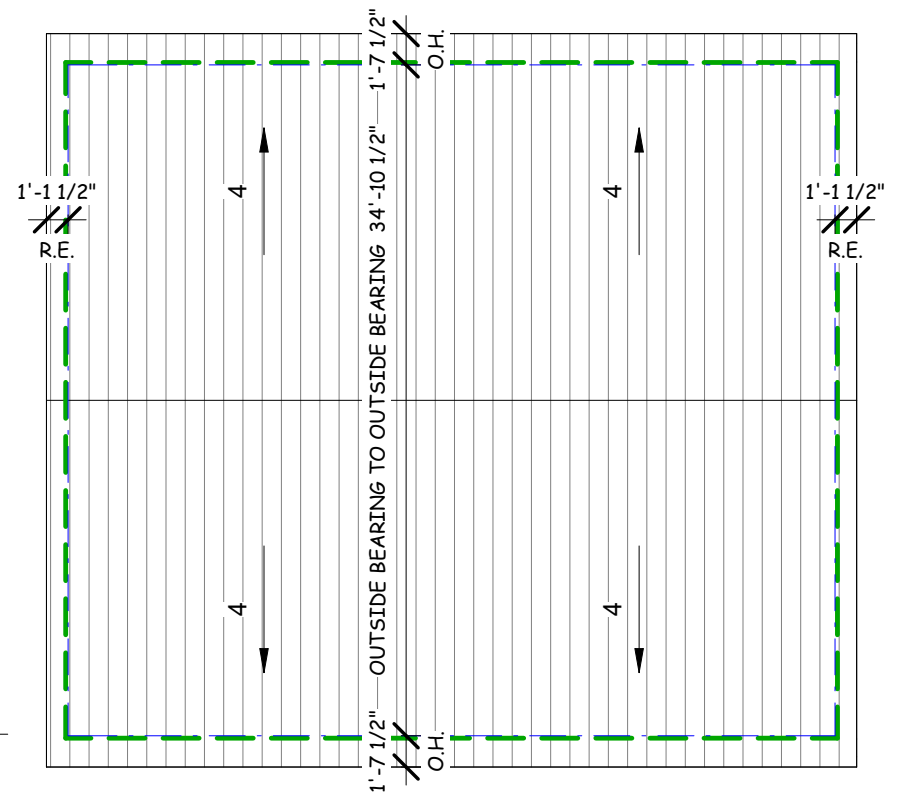 1'-7 1/2"
O.H.
4
4
1'-1 1/2"
R.E.
1'-1 1/2"
R.E.
OUTSIDE BEARING TO OUTSIDE BEARING 34'-10 1/2"
4
4
1'-7 1/2"
O.H.